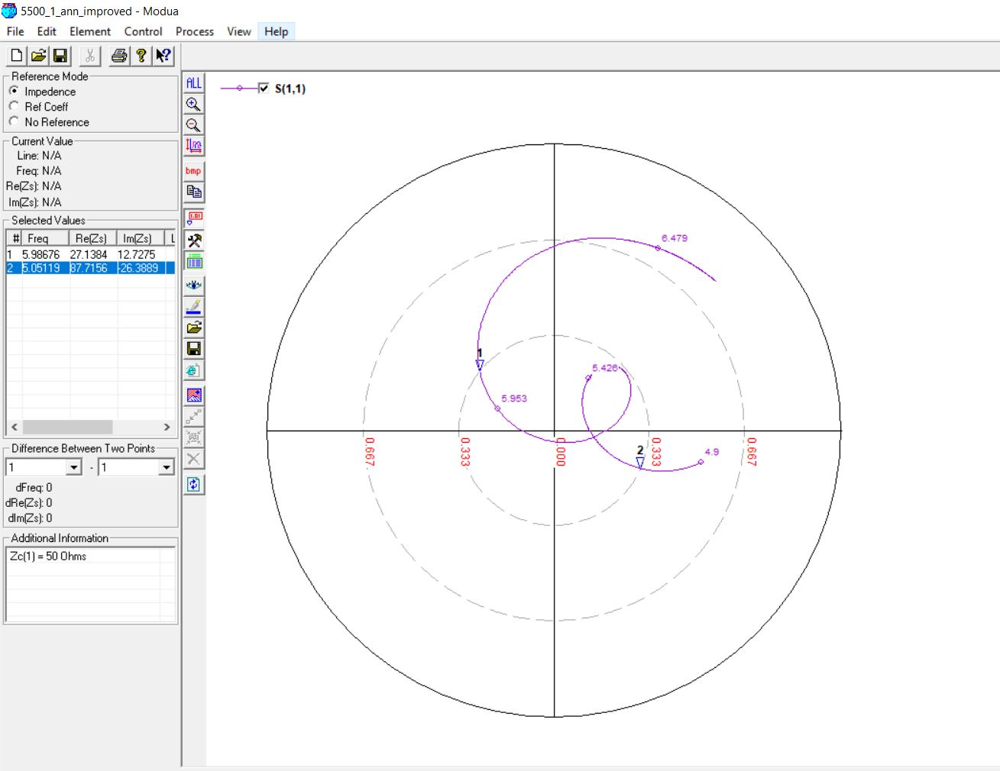 5500_1_ann_improved - Modua
File Edit Element Control Process View Help
Reference Mode
Impedence
Ref Coeff
No Reference
Current Value
Line: N/A
Freq: N/A
Re(Zs): N/A
Im(Zs): N/A
Selected Values
# Freq Re(Zs) Im(Zs) L
1 5.98676 27.1384 12.7275
2 5.05119 87.7156 -26.3889
Difference Between Two Points
1 - 1
dFreq: 0
dRe(Zs): 0
dIm(Zs): 0
Additional Information
Zc(1) = 50 Ohms
ALL
bmp
1.01
S(1,1)
6.479
1
5.426
5.953
2
4.9
0.667
0.333
0.000
0.333
0.667